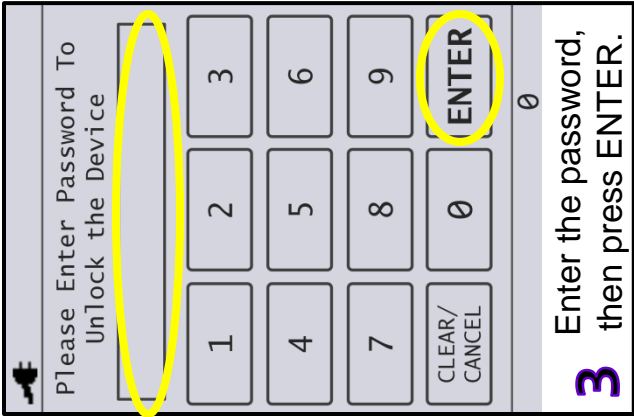 Please Enter Password To
Unlock the Device
1 2 3
4 5 6
7 8 9
CLEAR/
CANCEL
0
ENTER
0
3
Enter the password,
then press ENTER.